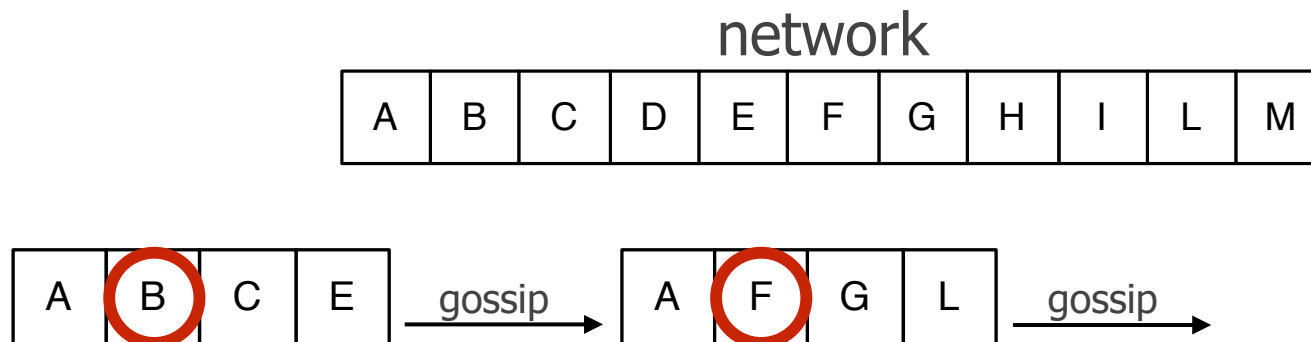 network
A B C D E F G H I L M
A B C E gossip A F G L gossip